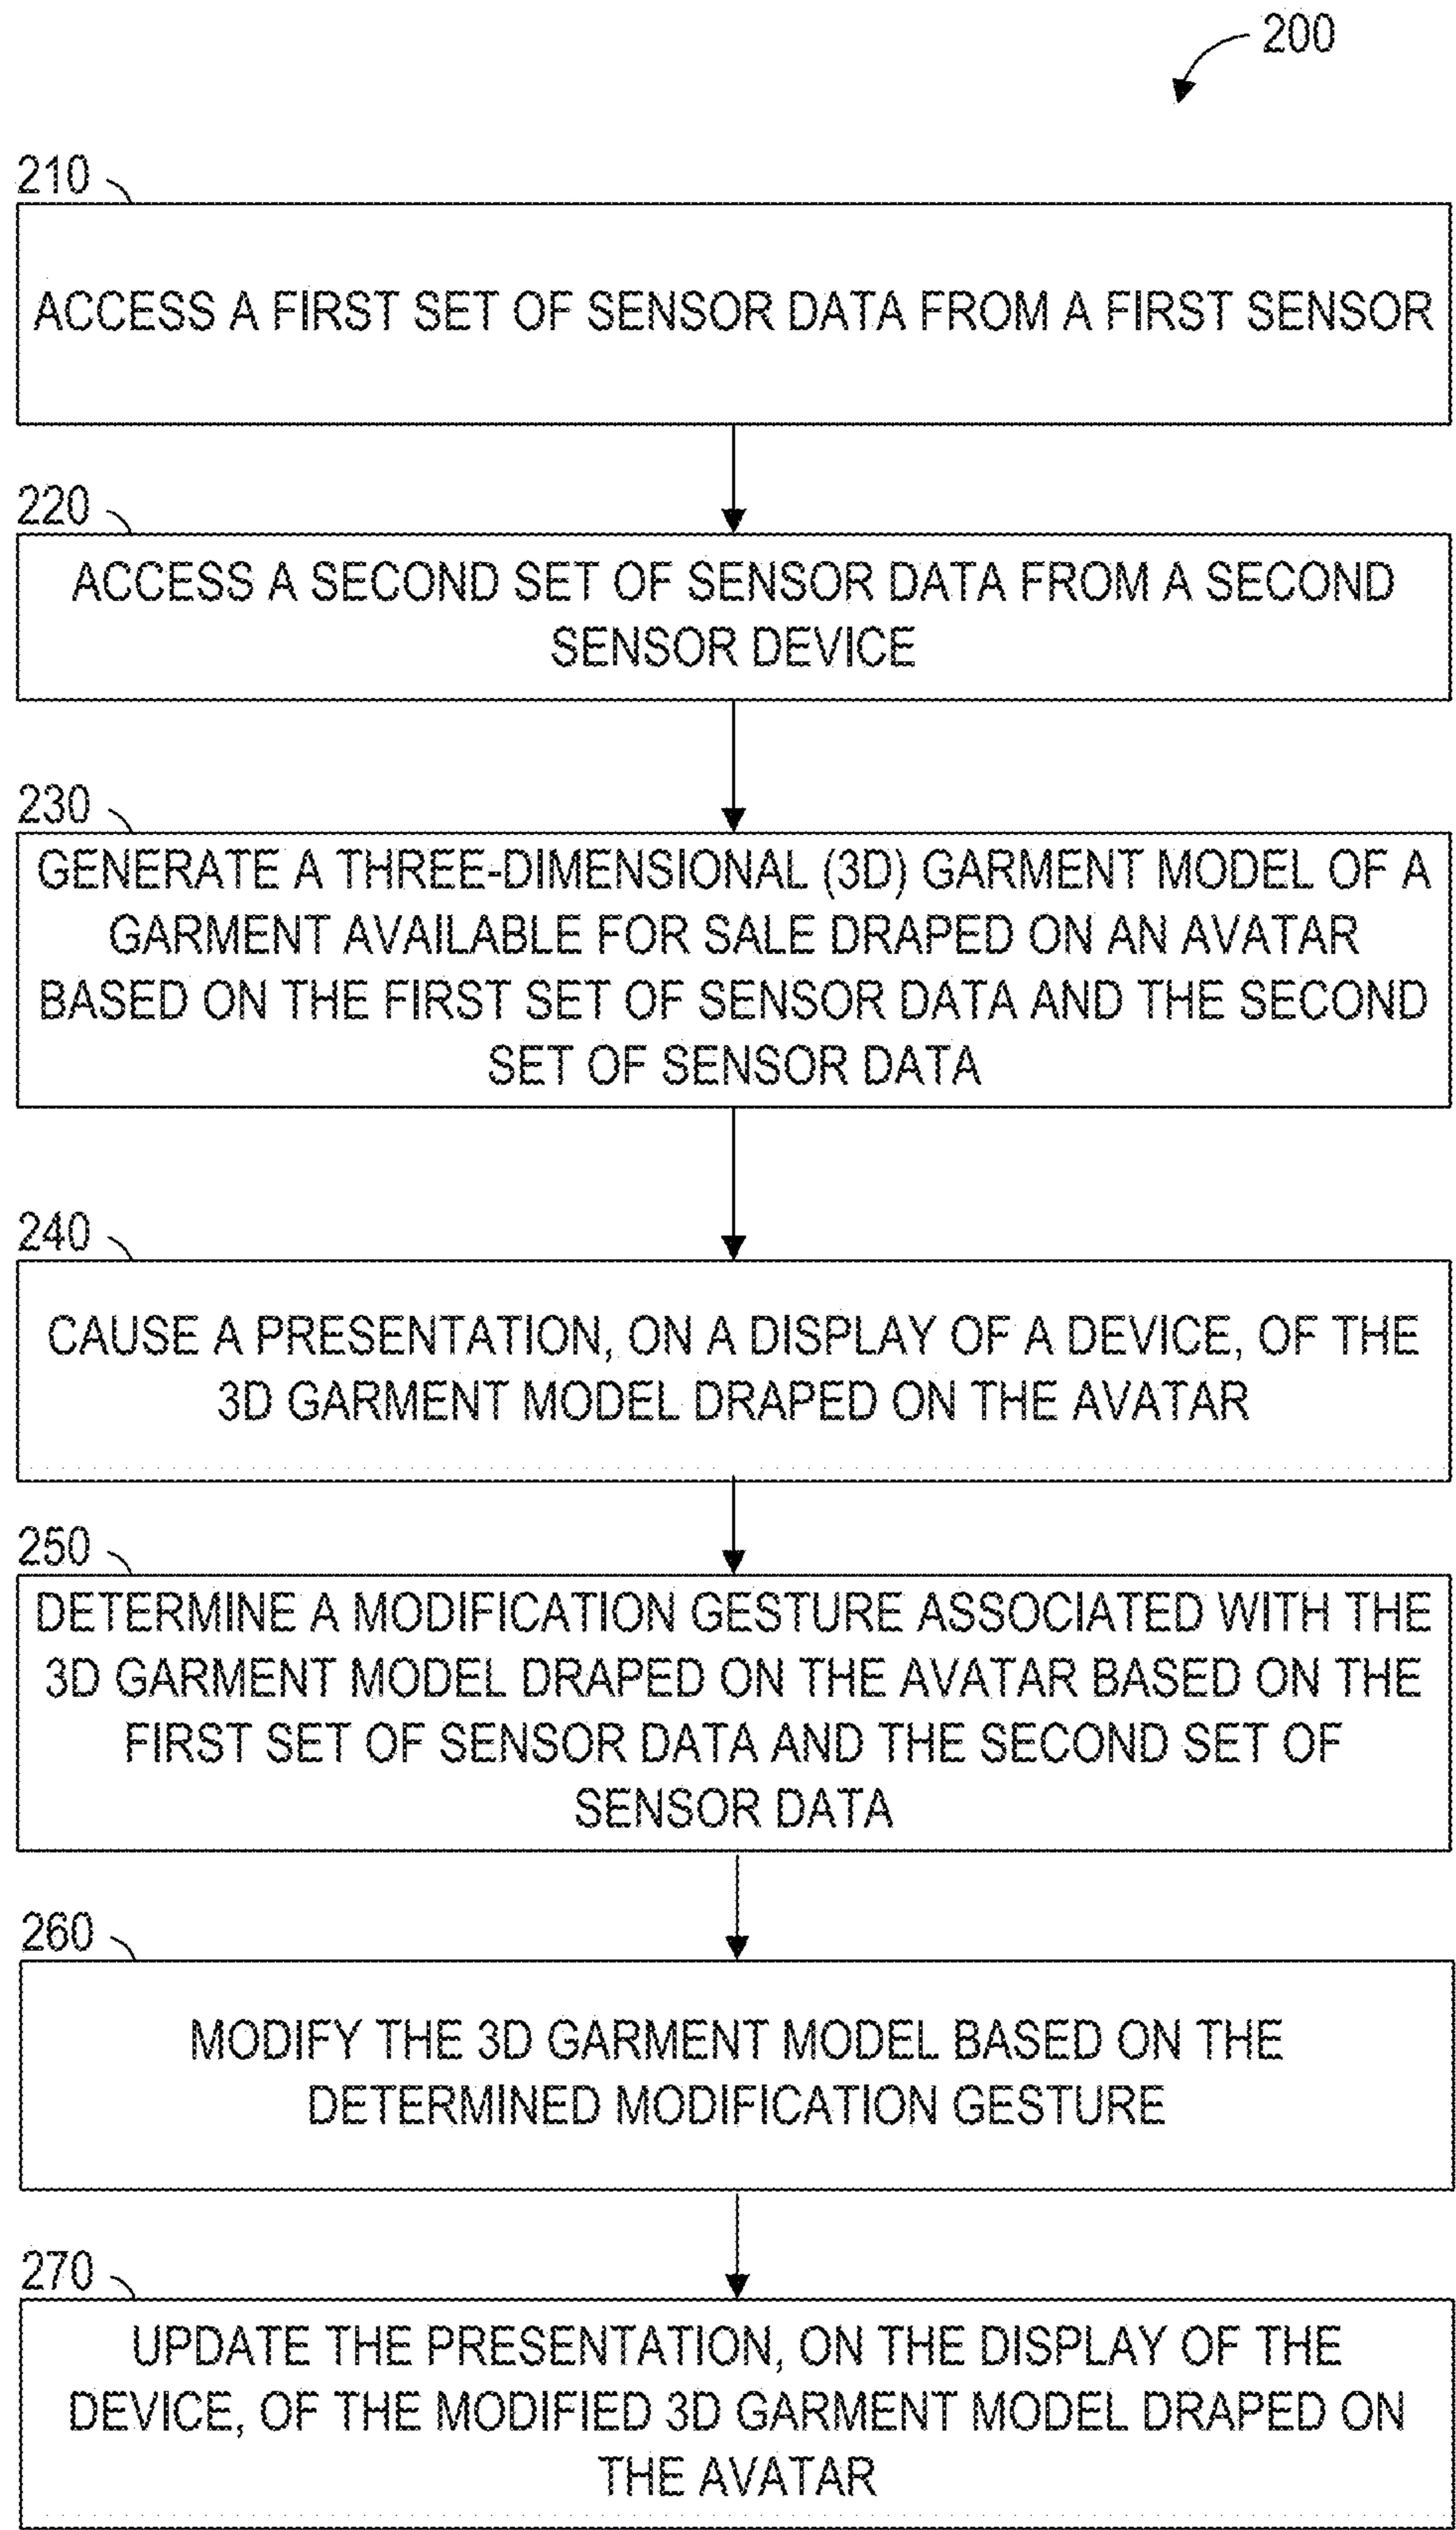 200
210
ACCESS A FIRST SET OF SENSOR DATA FROM A FIRST SENSOR
220
ACCESS A SECOND SET OF SENSOR DATA FROM A SECOND
SENSOR DEVICE
230
GENERATE A THREE-DIMENSIONAL (3D) GARMENT MODEL OF A
GARMENT AVAILABLE FOR SALE DRAPED ON AN AVATAR
BASED ON THE FIRST SET OF SENSOR DATA AND THE SECOND
SET OF SENSOR DATA
240
CAUSE A PRESENTATION, ON A DISPLAY OF A DEVICE, OF THE
3D GARMENT MODEL DRAPED ON THE AVATAR
250
DETERMINE A MODIFICATION GESTURE ASSOCIATED WITH THE
3D GARMENT MODEL DRAPED ON THE AVATAR BASED ON THE
FIRST SET OF SENSOR DATA AND THE SECOND SET OF
SENSOR DATA
260
MODIFY THE 3D GARMENT MODEL BASED ON THE
DETERMINED MODIFICATION GESTURE
270
UPDATE THE PRESENTATION, ON THE DISPLAY OF THE
DEVICE, OF THE MODIFIED 3D GARMENT MODEL DRAPED ON
THE AVATAR